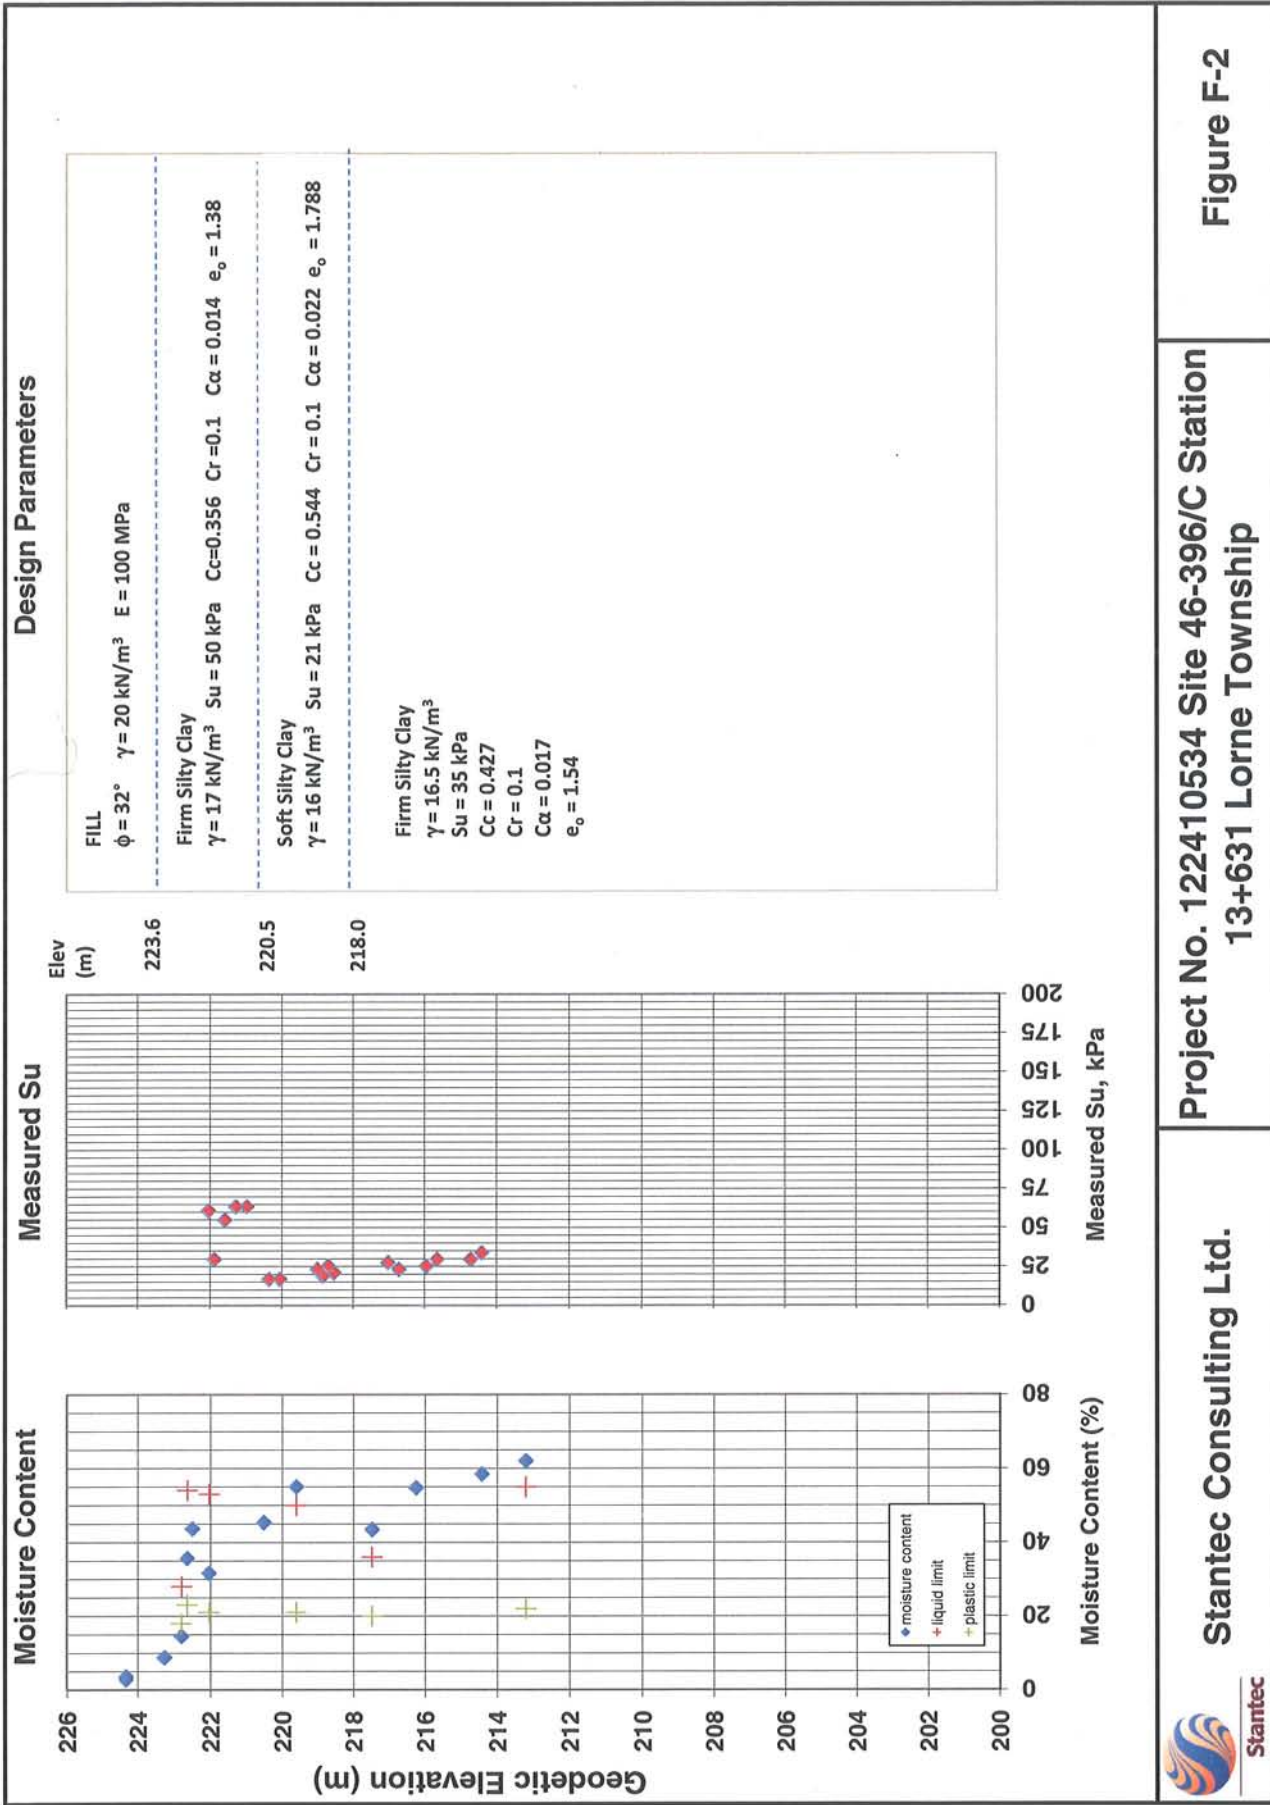 Moisture Content
Measured Su
Design Parameters
Geodetic Elevation (m)
226
224
222
220
218
216
214
212
210
208
206
204
202
200
0
20
40
60
80
Moisture Content (%)
moisture content
liquid limit
plastic limit
0
25
50
75
100
125
150
175
200
Measured Su, kPa
Elev
(m)
223.6
220.5
218.0
FILL
ϕ = 32° γ = 20 kN/m³ E = 100 MPa
Firm Silty Clay
γ = 17 kN/m³ Su = 50 kPa Cc=0.356 Cr =0.1 Cα = 0.014 eₒ = 1.38
Soft Silty Clay
γ = 16 kN/m³ Su = 21 kPa Cc = 0.544 Cr = 0.1 Cα = 0.022 eₒ = 1.788
Firm Silty Clay
γ = 16.5 kN/m³
Su = 35 kPa
Cc = 0.427
Cr = 0.1
Cα = 0.017
eₒ = 1.54
Stantec
Stantec Consulting Ltd.
Project No. 122410534 Site 46-396/C Station
13+631 Lorne Township
Figure F-2